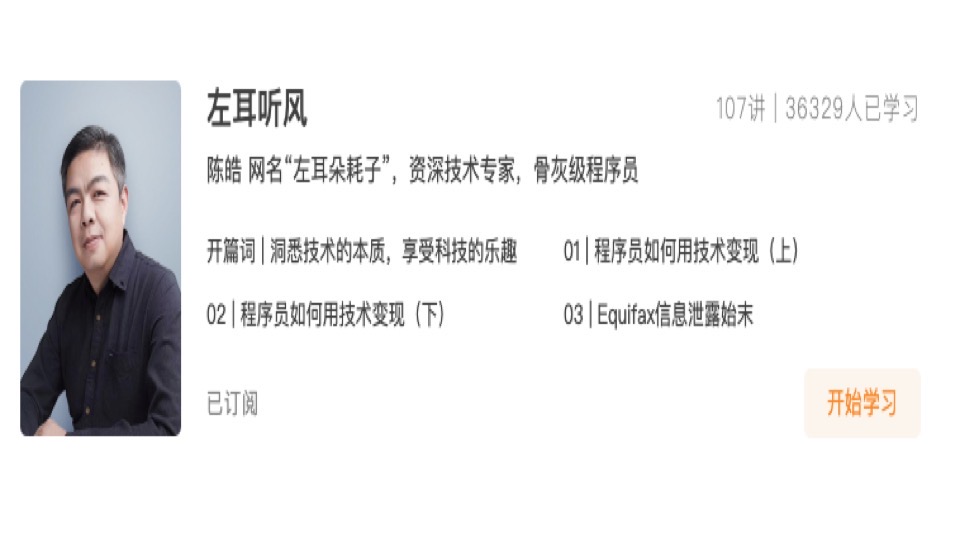 左耳听风
107讲 | 36329人已学习
陈皓 网名“左耳朵耗子”，资深技术专家，骨灰级程序员
开篇词 | 洞悉技术的本质，享受科技的乐趣
01 | 程序员如何用技术变现（上）
02 | 程序员如何用技术变现（下）
03 | Equifax信息泄露始末
已订阅
开始学习